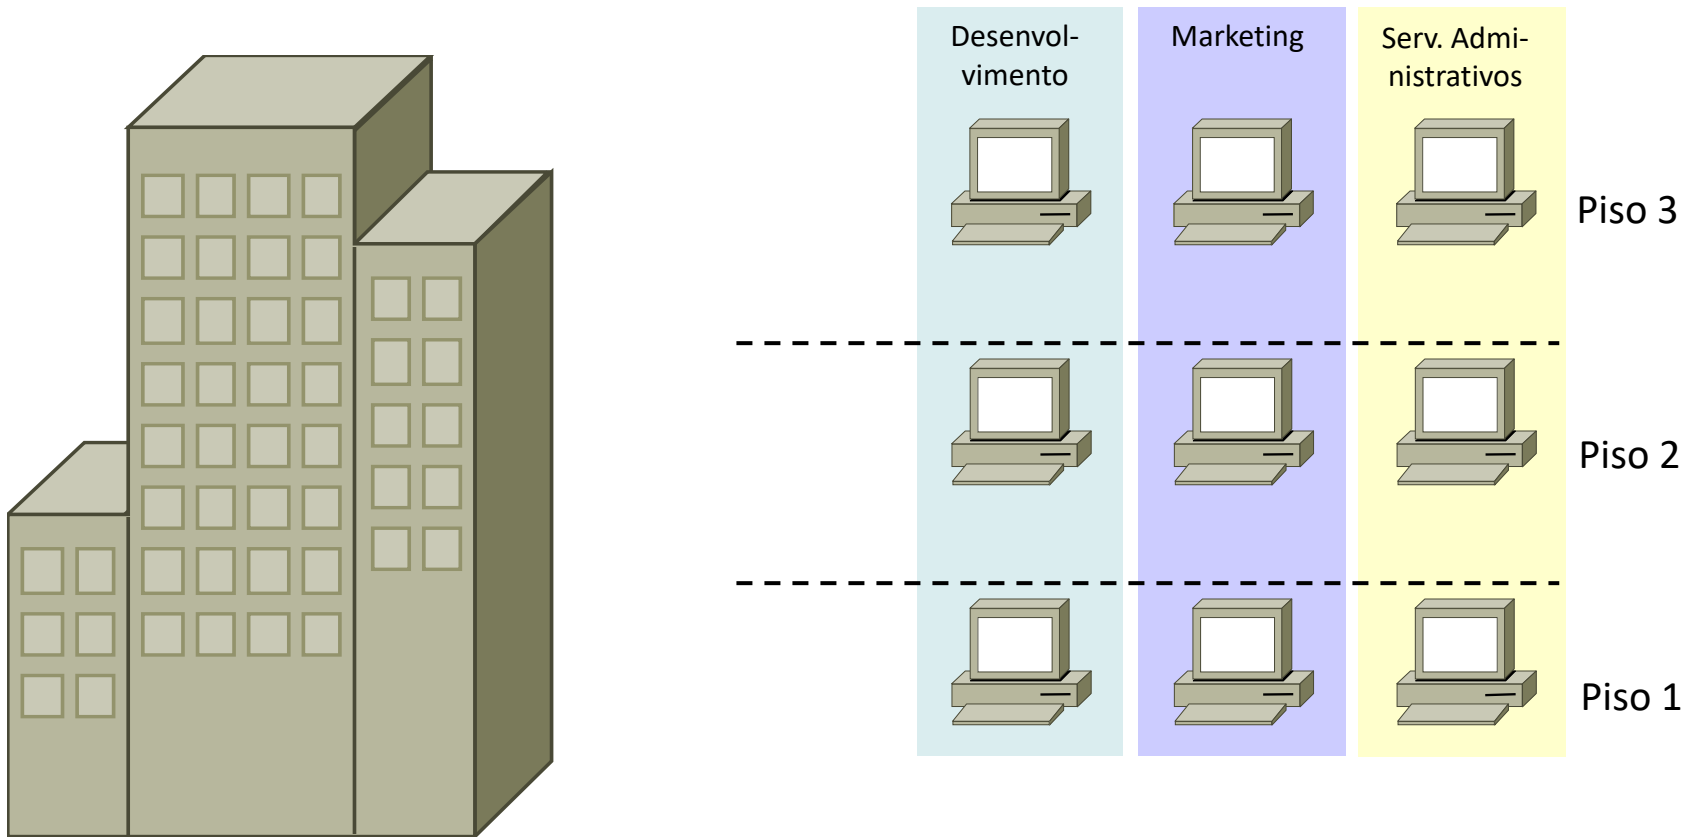 Desenvol-
vimento
Marketing
Serv. Admi-
nistrativos
Piso 3
Piso 2
Piso 1